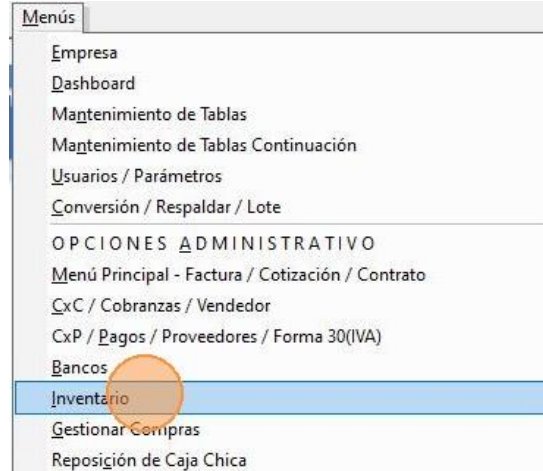 Menús
Empresa
Dashboard
Mantenimiento de Tablas
Mantenimiento de Tablas Continuación
Usuarios / Parámetros
Conversión / Respaldar / Lote
OPCIONES ADMINISTRATIVO
Menú Principal - Factura / Cotización / Contrato
CxC / Cobranzas / Vendedor
CxP / Pagos / Proveedores / Forma 30(IVA)
Bancos
Inventario
Gestionar Compras
Reposición de Caja Chica